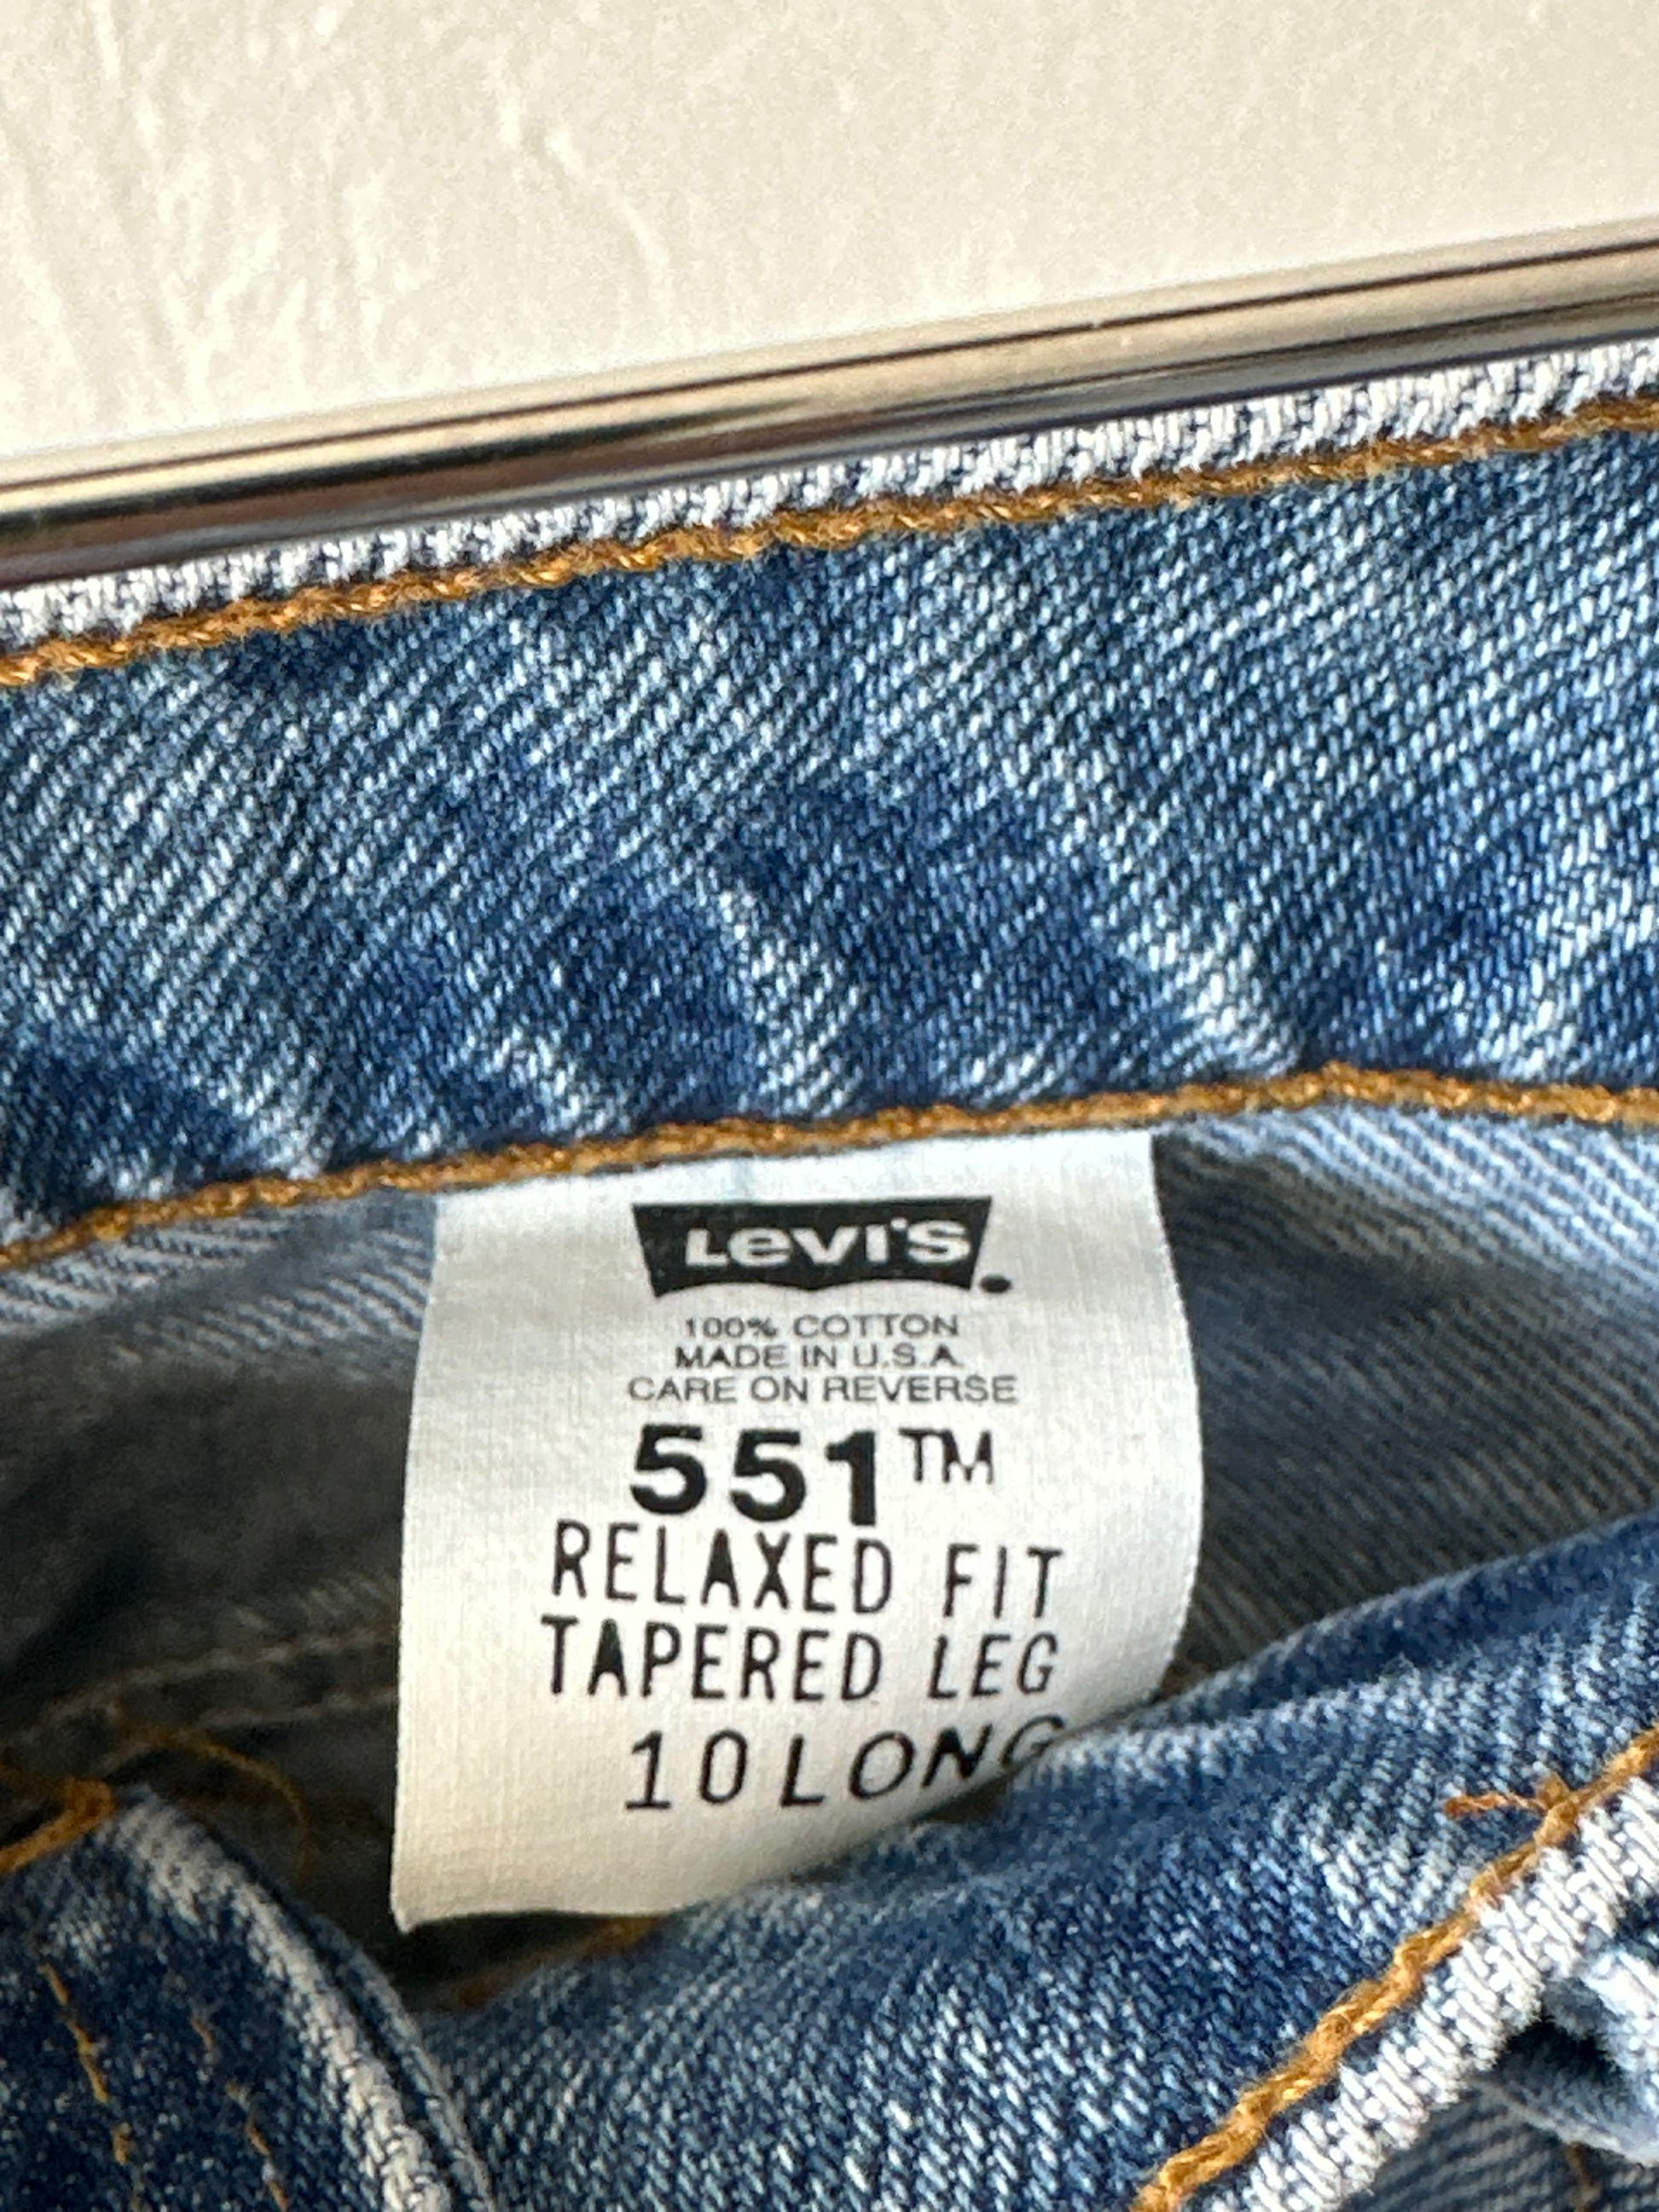 Levi's
100% COTTON
MADE IN U.S.A.
CARE ON REVERSE
551™
RELAXED FIT
TAPERED LEG
10 LONG